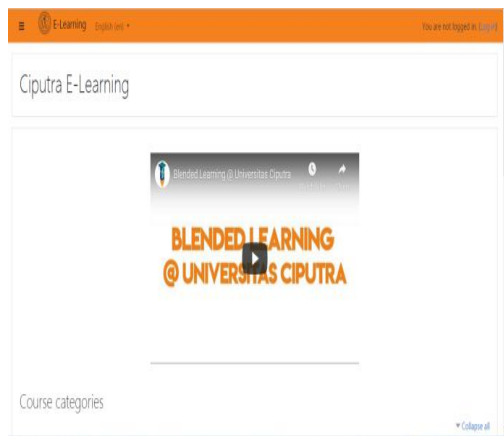 E-Learning English (en)
You are not logged in. (Log in)
Ciputra E-Learning
Blended Learning @ Universitas Ciputra
BLENDED LEARNING
@ UNIVERSITAS CIPUTRA
Course categories
Collapse all